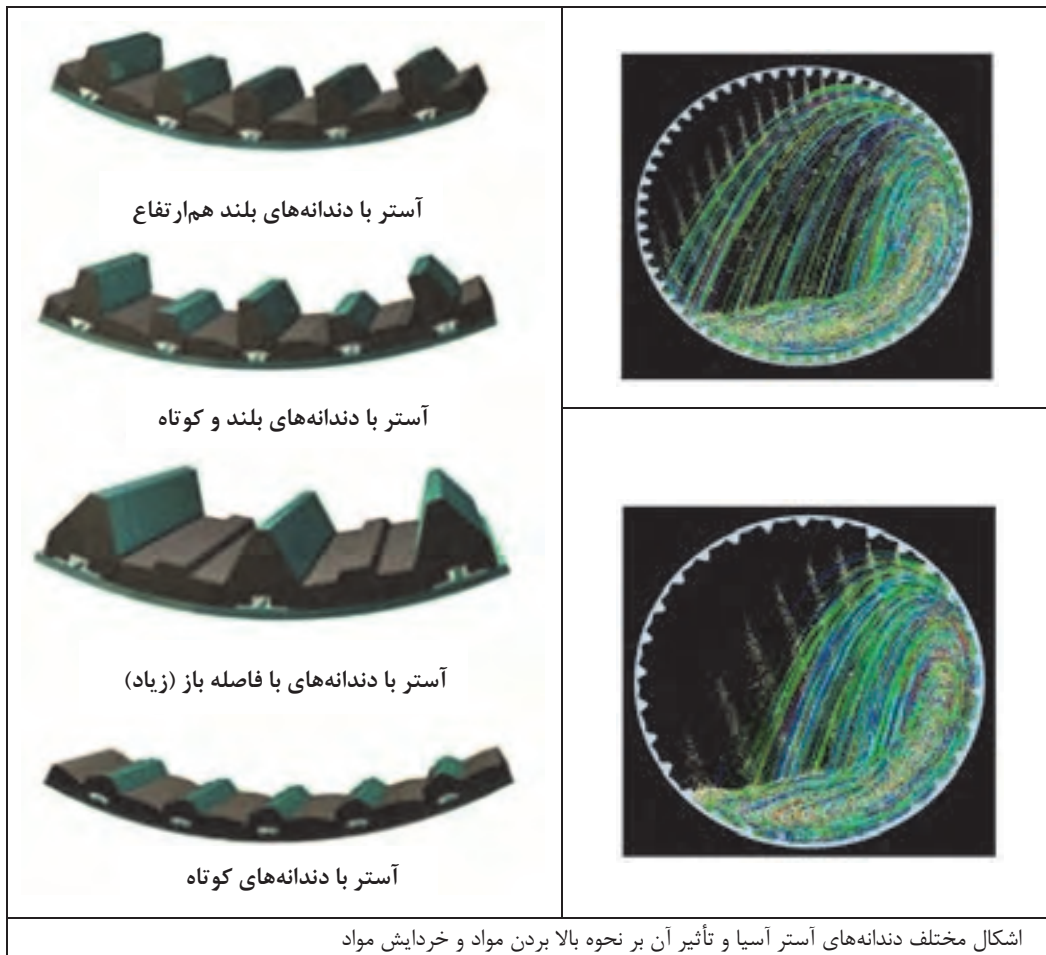 آستر با دندانه‌های بلند هم‌ارتفاع
آستر با دندانه‌های بلند و کوتاه
آستر با دندانه‌های با فاصله باز (زیاد)
آستر با دندانه‌های کوتاه
اشکال مختلف دندانه‌های آستر آسیا و تأثیر آن بر نحوه بالا بردن مواد و خردایش مواد